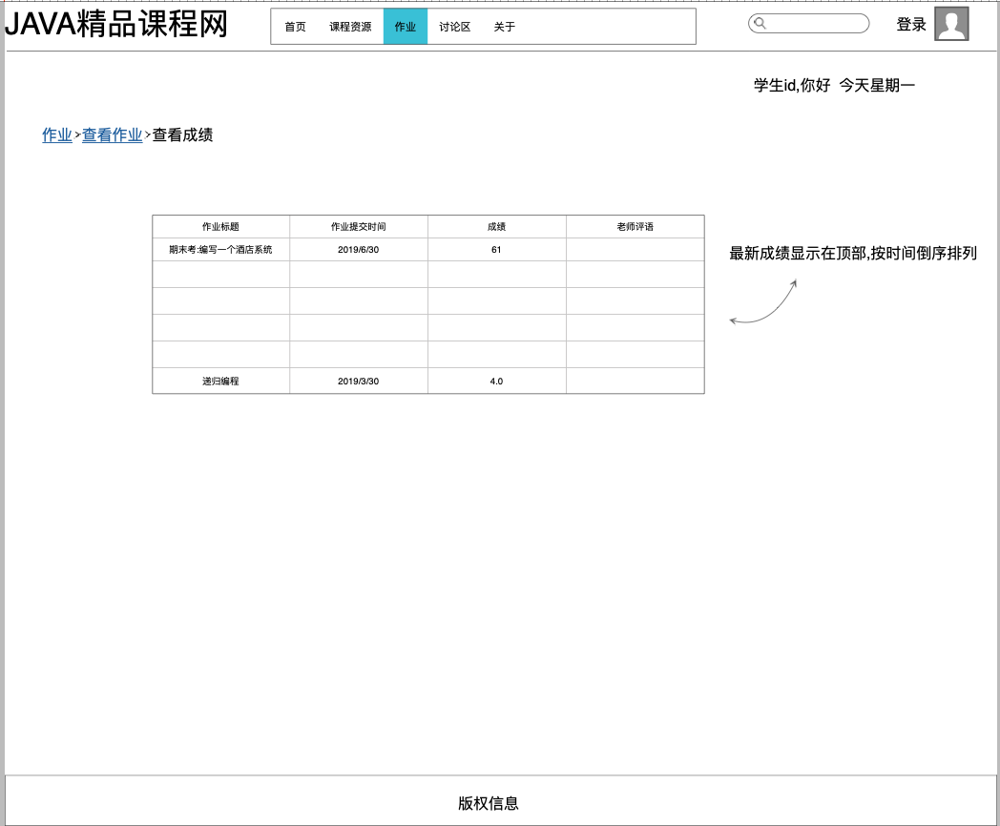 JAVA精品课程网
首页 课程资源 作业 讨论区 关于
登录
学生id,你好 今天星期一
作业>查看作业>查看成绩
作业标题 作业提交时间 成绩 老师评语
期末考:编写一个酒店系统 2019/6/30 61
递归编程 2019/3/30 4.0
最新成绩显示在顶部,按时间倒序排列
版权信息